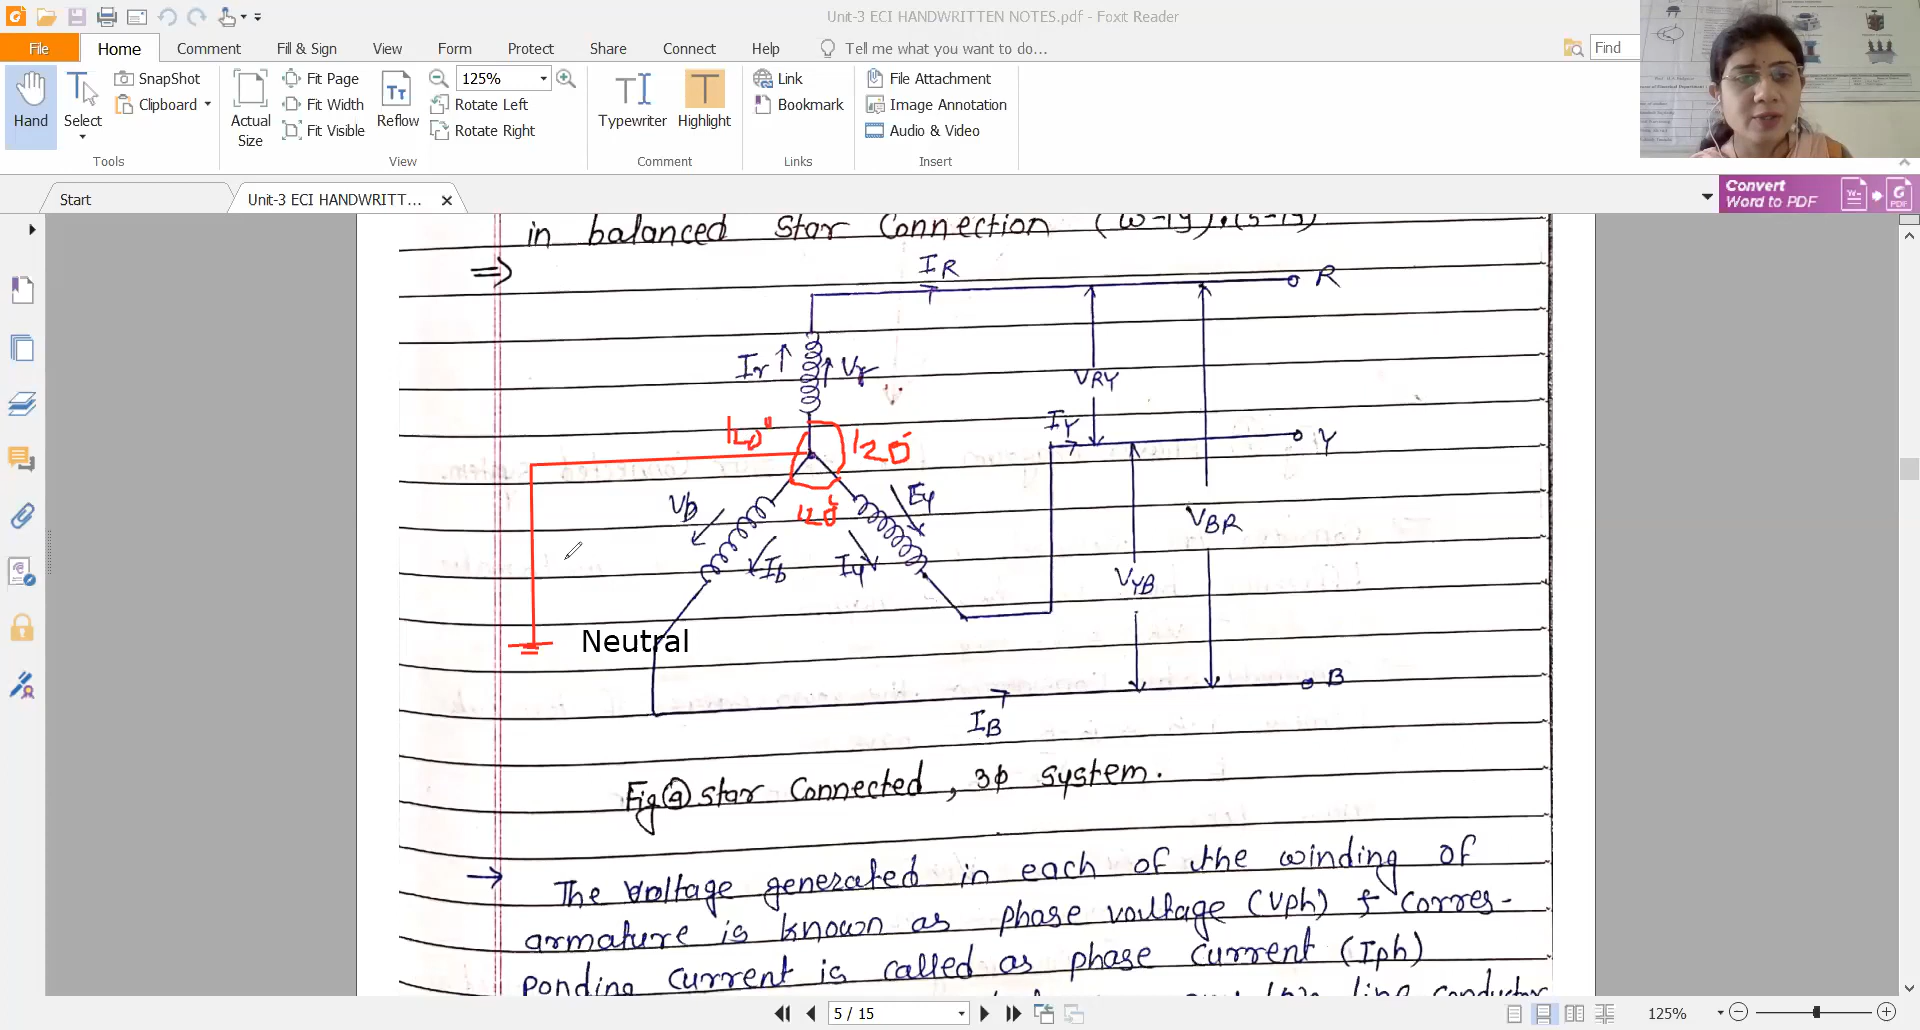 Unit-3 ECI HANDWRITTEN NOTES.pdf - Foxit Reader
File Home Comment Fill & Sign View Form Protect Share Connect Help Tell me what you want to do... Find
Hand
Select
SnapShot
Clipboard
Tools
Actual Size
Fit Page
Fit Width
Fit Visible
Reflow
125%
Rotate Left
Rotate Right
View
Typewriter
Highlight
Comment
Link
Bookmark
Links
File Attachment
Image Annotation
Audio & Video
Insert
Start
Unit-3 ECI HANDWRITT...
Convert
Word to PDF
in balanced Star Connection
=>
IR
R
Ir
Vr
VRY
120°
120°
120°
IY
Y
Vb
Ib
Ey
Iy
VBR
VYB
Neutral
B
IB
Fig (a) Star Connected, 3φ system.
→ The voltage generated in each of the winding of
armature is known as phase voultage (Vph) & corres-
ponding current is called as phase current (Iph)
line conductor
5 / 15
125%